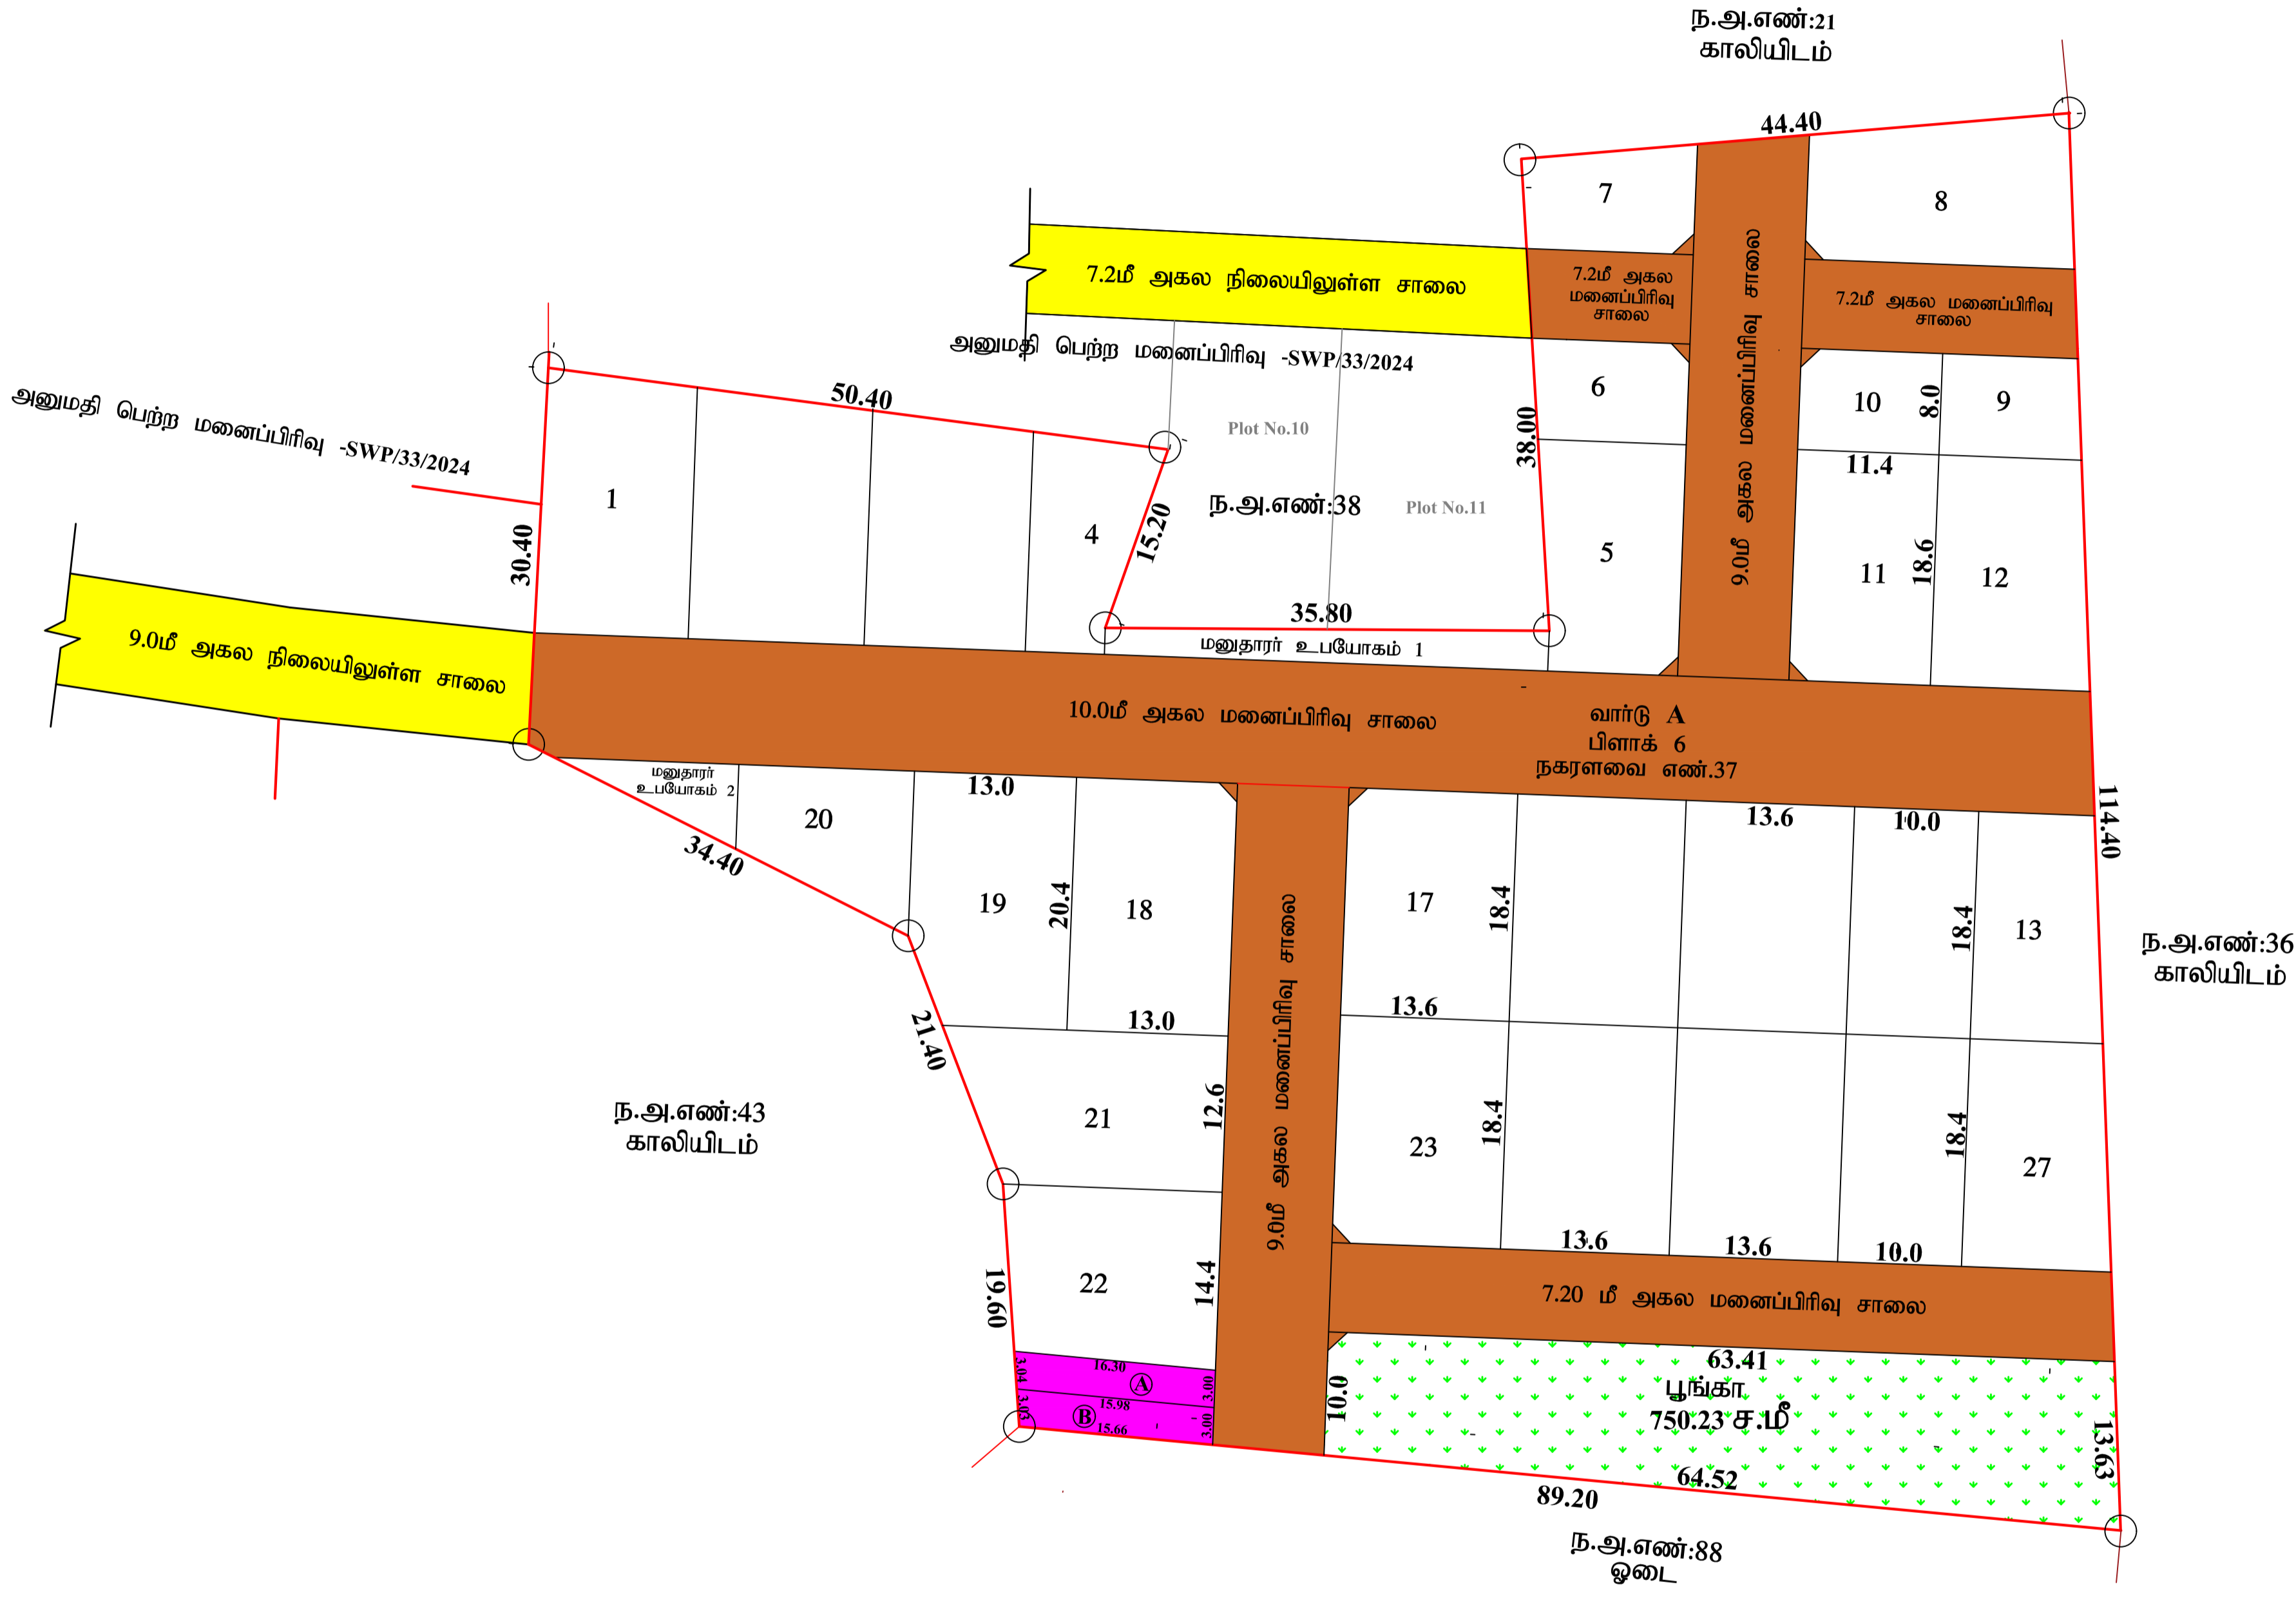 ந.அ.எண்:21
காலியிடம்
44.40
7
8
7.2மீ அகல நிலையிலுள்ள சாலை
7.2மீ அகல
மனைப்பிரிவு
சாலை
9.0மீ அகல மனைப்பிரிவு சாலை
7.2மீ அகல மனைப்பிரிவு
சாலை
அனுமதி பெற்ற மனைப்பிரிவு -SWP/33/2024
அனுமதி பெற்ற மனைப்பிரிவு -SWP/33/2024
50.40
Plot No.10
38.00
6
10
8.0
9
11.4
1
4
15.20
ந.அ.எண்:38
Plot No.11
5
11
18.6
12
30.40
35.80
மனுதாரர் உபயோகம் 1
9.0மீ அகல நிலையிலுள்ள சாலை
10.0மீ அகல மனைப்பிரிவு சாலை
வார்டு A
பிளாக் 6
நகரளவை எண்.37
மனுதாரர்
உபயோகம் 2
20
13.0
13.6
10.0
114.40
34.40
19
20.4
18
17
18.4
18.4
13
ந.அ.எண்:36
காலியிடம்
21.40
13.0
13.6
9.0மீ அகல மனைப்பிரிவு சாலை
ந.அ.எண்:43
காலியிடம்
21
12.6
23
18.4
18.4
27
13.6
13.6
10.0
19.60
22
14.4
7.20 மீ அகல மனைப்பிரிவு சாலை
3.04
16.30
A
3.00
3.03
15.98
B
15.66
3.00
10.0
63.41
பூங்கா
750.23 ச.மீ
13.63
64.52
89.20
ந.அ.எண்:88
ஓடை